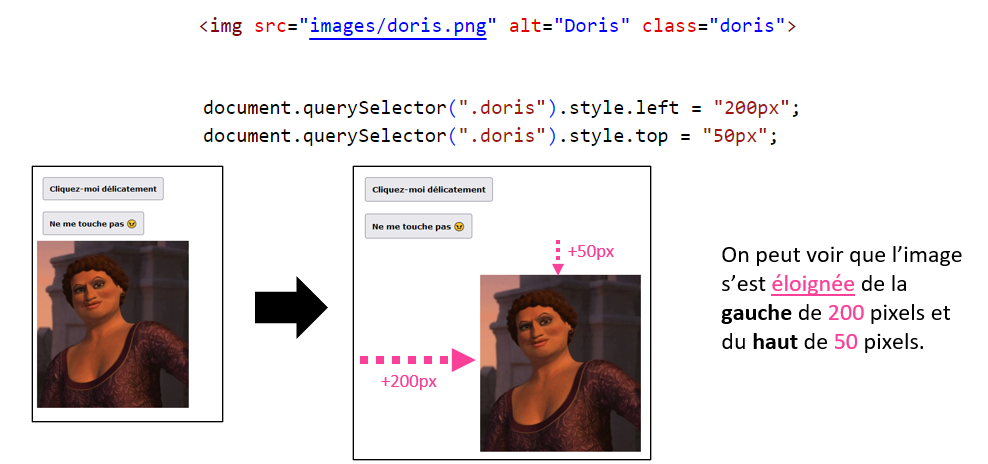 <img src="images/doris.png" alt="Doris" class="doris">
document.querySelector(".doris").style.left = "200px";
document.querySelector(".doris").style.top = "50px";
Cliquez-moi délicatement
Ne me touche pas 😡
Cliquez-moi délicatement
Ne me touche pas 😡
+50px
+200px
On peut voir que l’image
s’est éloignée de la
gauche de 200 pixels et
du haut de 50 pixels.